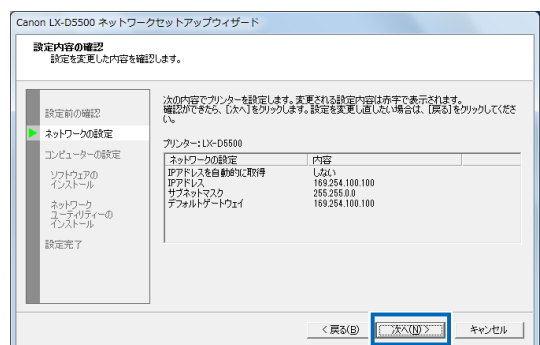 Canon LX-D5500 ネットワークセットアップウィザード
設定内容の確認
設定を変更した内容を確認します。
設定前の確認
ネットワークの設定
コンピューターの設定
ソフトウェアの
インストール
ネットワーク
ユーティリティーの
インストール
設定完了
次の内容でプリンターを設定します。変更される設定内容は赤字で表示されます。
確認ができたら、[次へ]をクリックします。設定を変更し直したい場合は、[戻る]をクリックしてくださ
い。
プリンター: LX-D5500
ネットワークの設定 内容
IPアドレスを自動的に取得 しない
IPアドレス 169.254.100.100
サブネットマスク 255.255.0.0
デフォルトゲートウェイ 169.254.100.100
< 戻る(B) 次へ(N) > キャンセル